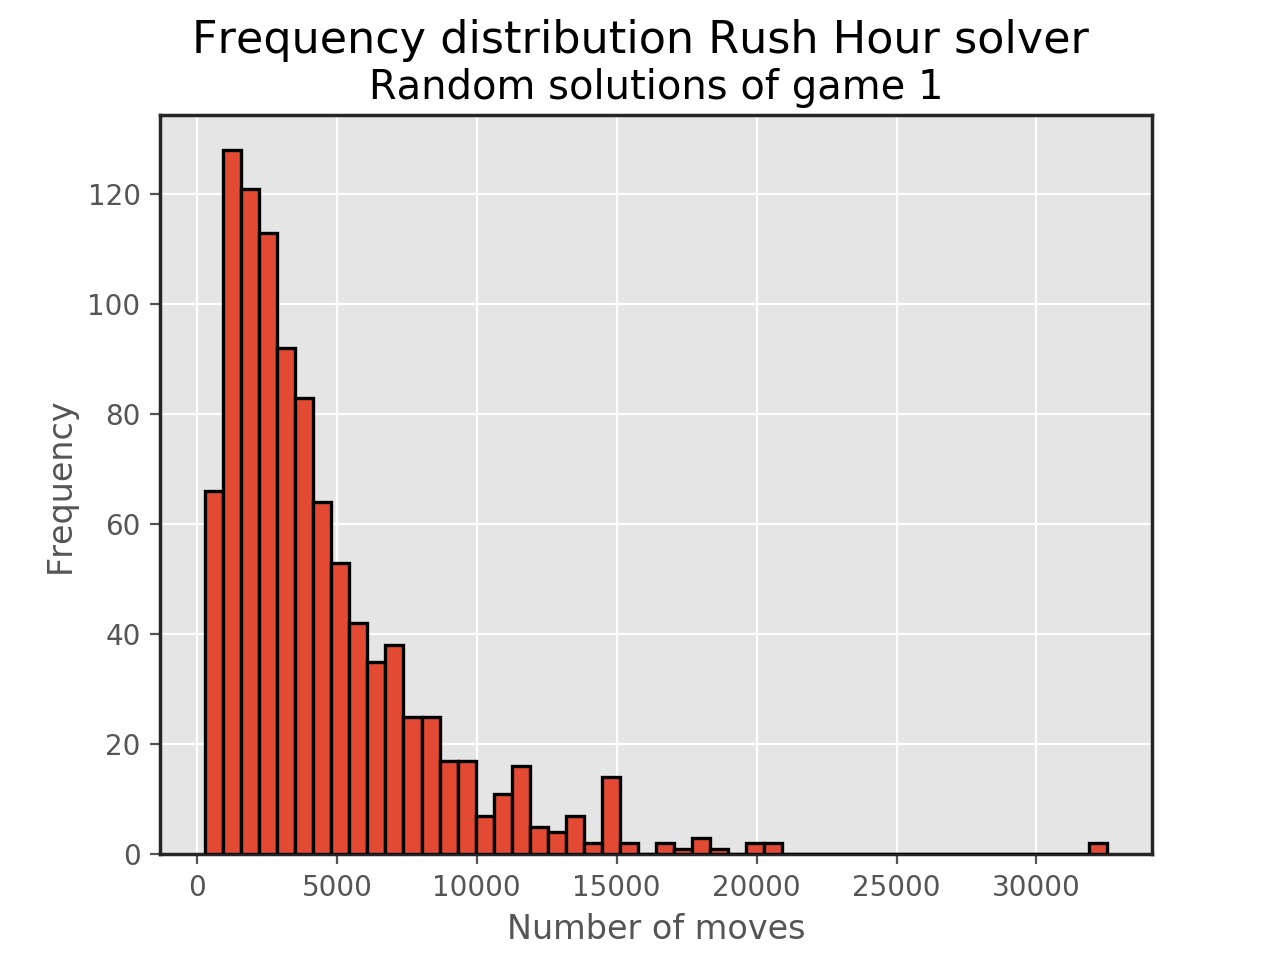 Frequency distribution Rush Hour solver
Random solutions of game 1
120
100
80
60
40
20
0
Frequency
0 5000 10000 15000 20000 25000 30000
Number of moves